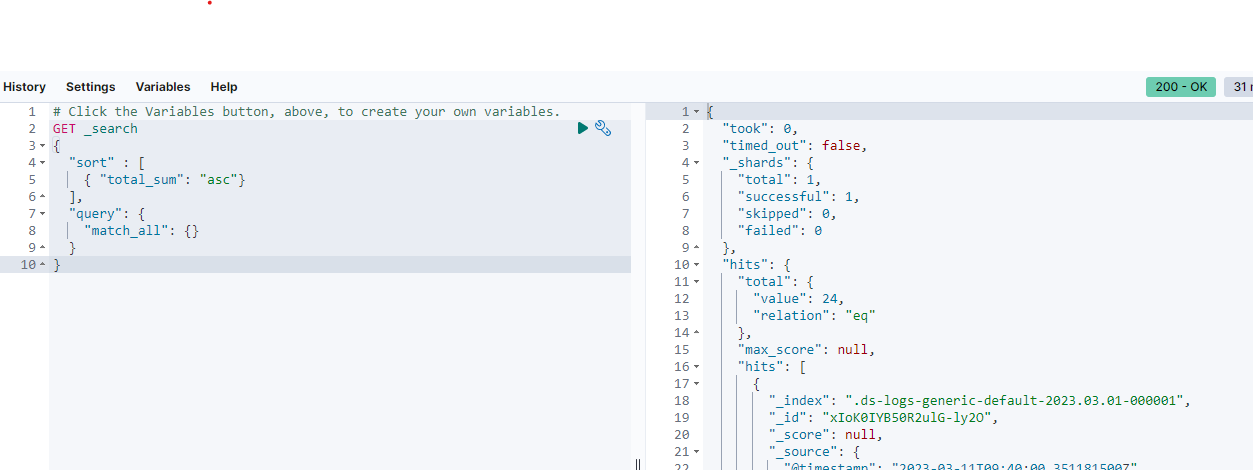 History Settings Variables Help 200 - OK 31
1 # Click the Variables button, above, to create your own variables.
2 GET _search
3 {
4 "sort" : [
5 { "total_sum": "asc"}
6 ],
7 "query": {
8 "match_all": {}
9 }
10 }
1 {
2 "took": 0,
3 "timed_out": false,
4 "_shards": {
5 "total": 1,
6 "successful": 1,
7 "skipped": 0,
8 "failed": 0
9 },
10 "hits": {
11 "total": {
12 "value": 24,
13 "relation": "eq"
14 },
15 "max_score": null,
16 "hits": [
17 {
18 "_index": ".ds-logs-generic-default-2023.03.01-000001",
19 "_id": "xIoK0IYB50R2ulG-ly2O",
20 "_score": null,
21 "_source": {
22 "@timestamp": "2023-03-11T09:40:00.351181500Z"